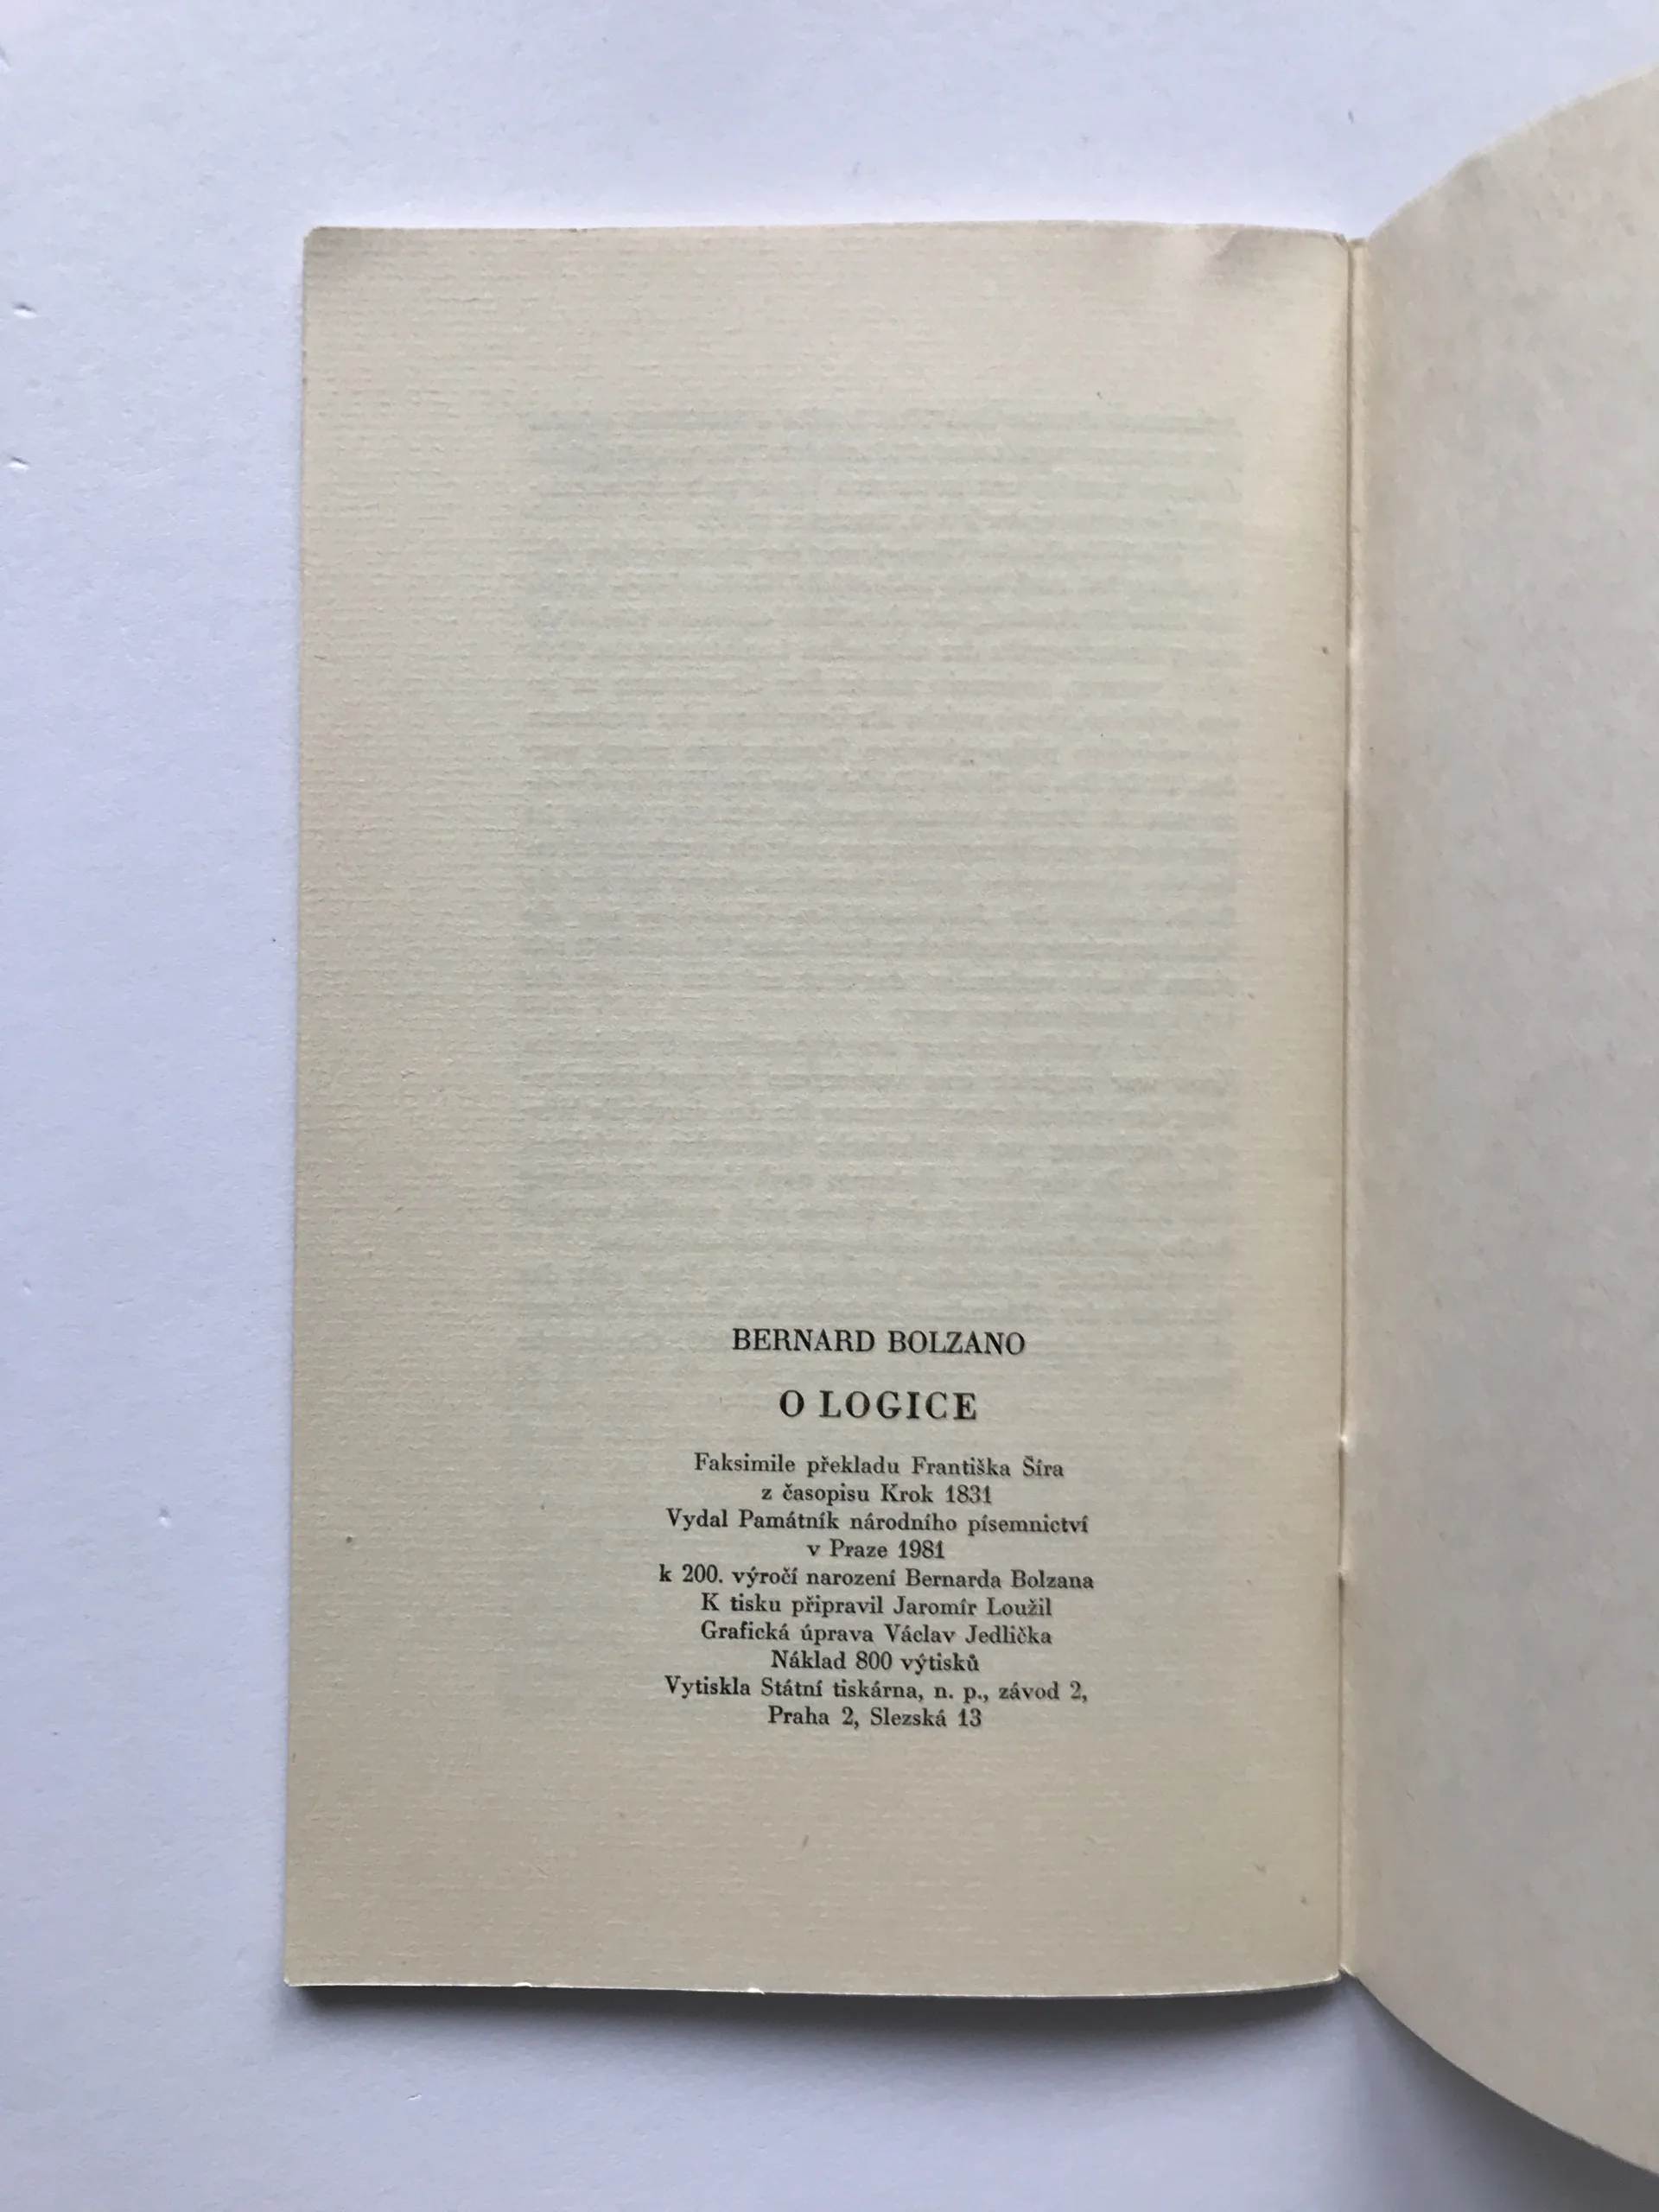 BERNARD BOLZANO
O LOGICE
Faksimile překladu Františka Šíra
z časopisu Krok 1831
Vydal Památník národního písemnictví
v Praze 1981
k 200. výročí narození Bernarda Bolzana
K tisku připravil Jaromír Loužil
Grafická úprava Václav Jedlička
Náklad 800 výtisků
Vytiskla Státní tiskárna, n. p., závod 2,
Praha 2, Slezská 13